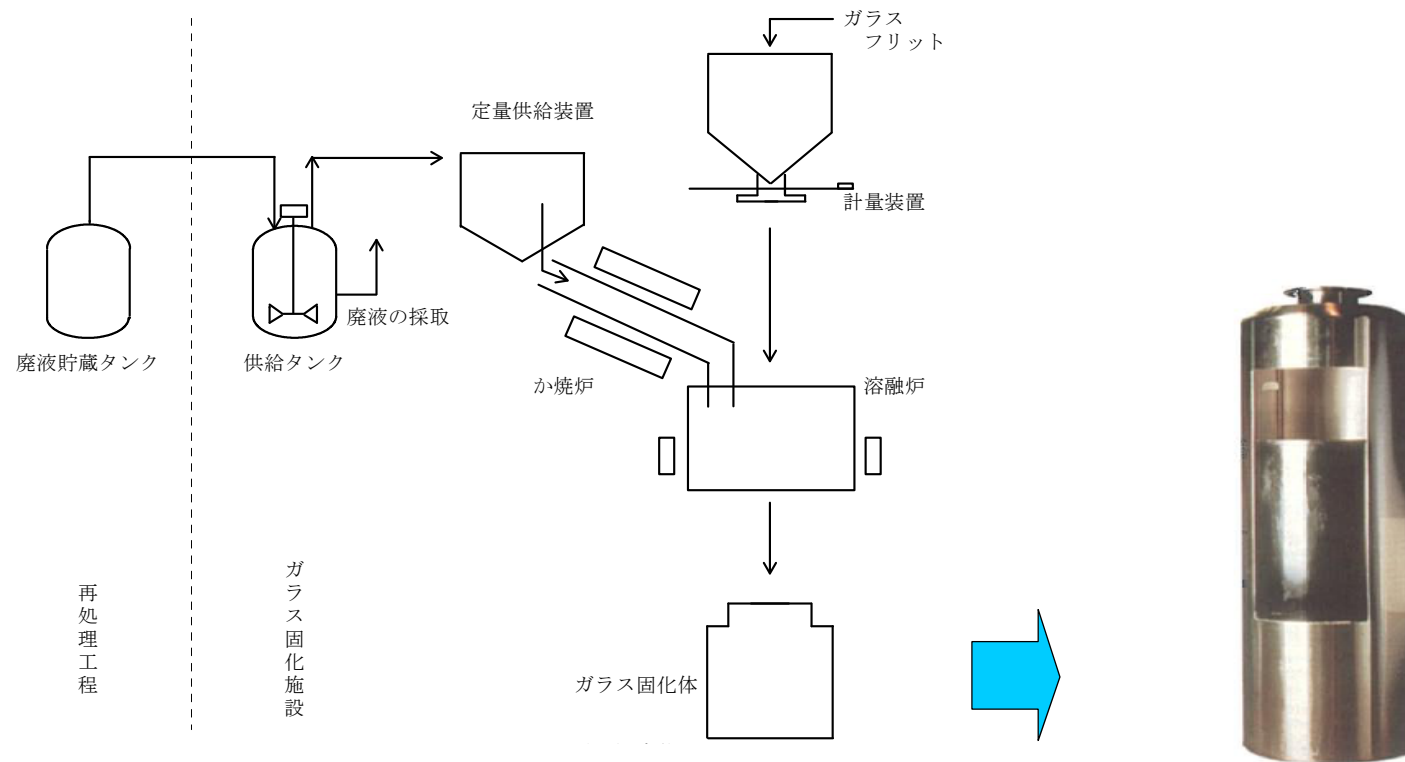 ガラス
フリット
定量供給装置
計量装置
廃液の採取
廃液貯蔵タンク
供給タンク
か焼炉
溶融炉
再処理工程
ガラス固化施設
ガラス固化体